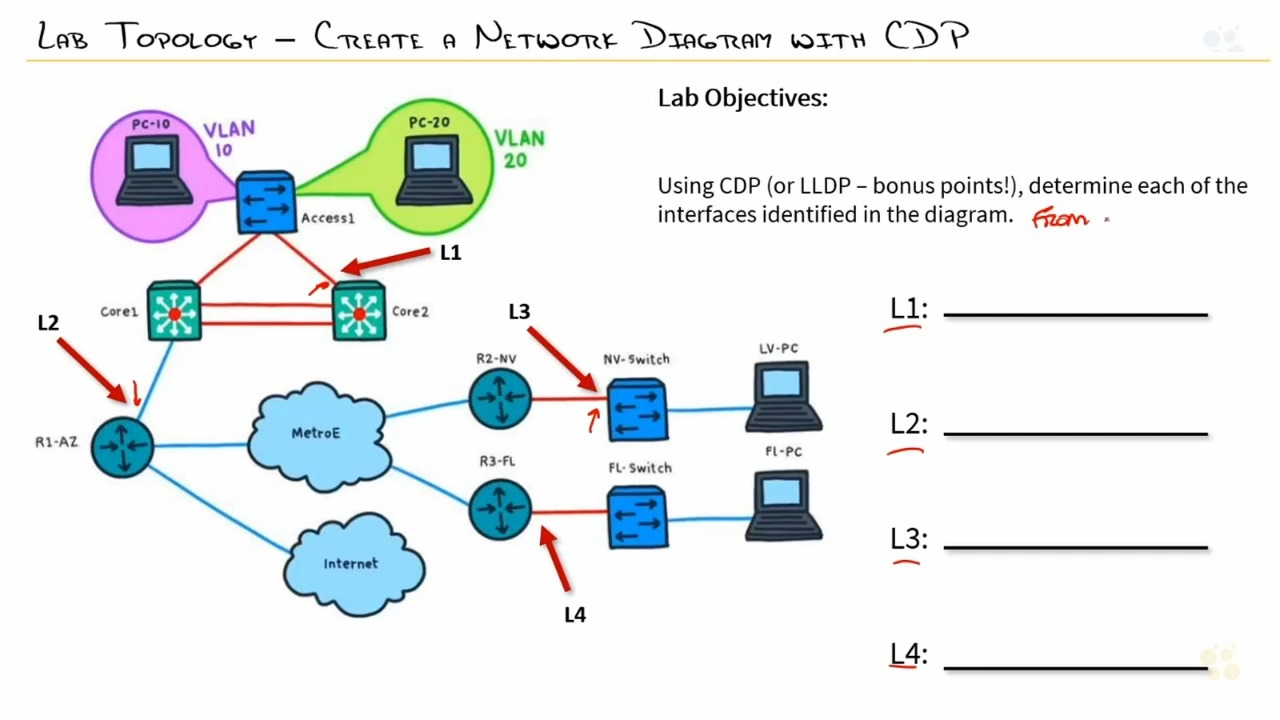 LAB TOPOLOGY – CREATE A NETWORK DIAGRAM WITH CDP
Lab Objectives:
Using CDP (or LLDP – bonus points!), determine each of the
interfaces identified in the diagram. FROM
PC-10
VLAN
10
PC-20
VLAN
20
Access1
L1
Core1
Core2
L2
L3
R2-NV
NV-Switch
LV-PC
R1-AZ
MetroE
R3-FL
FL-Switch
FL-PC
Internet
L4
L1:
L2:
L3:
L4: